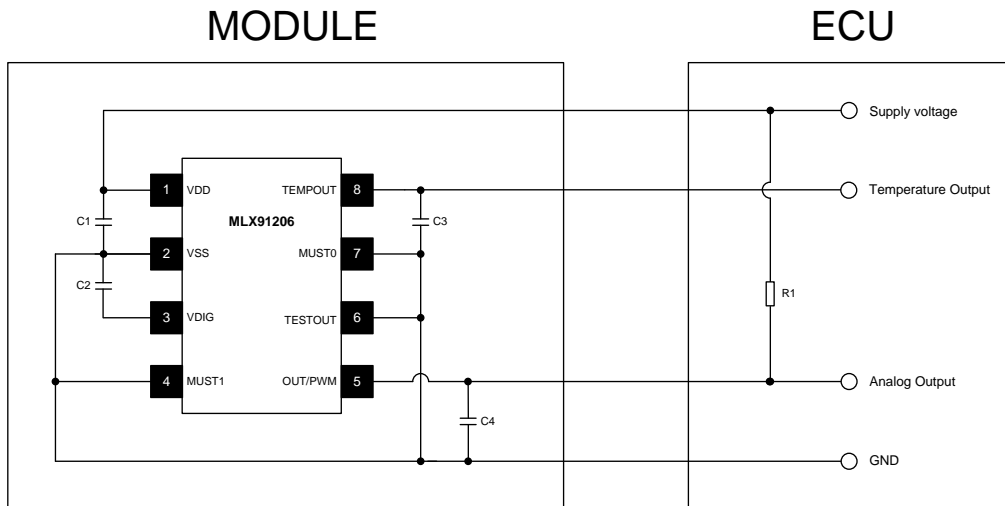 MODULE
ECU
Supply voltage
1 VDD
TEMPOUT 8
Temperature Output
C1
MLX91206
C3
2 VSS
MUST0 7
C2
R1
3 VDIG
TESTOUT 6
4 MUST1
OUT/PWM 5
Analog Output
C4
GND